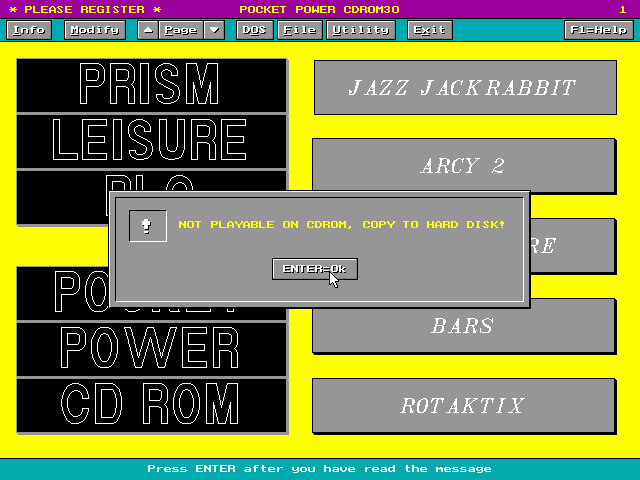 * PLEASE REGISTER * POCKET POWER CDROM30 1
Info Modify Page DOS File Utility Exit F1=Help
PRISM
LEISURE
PLC
POCKET
POWER
CD ROM
JAZZ JACKRABBIT
ARCY 2
RE
BARS
ROTAKTIX
! NOT PLAYABLE ON CDROM, COPY TO HARD DISK!
ENTER=Ok
Press ENTER after you have read the message